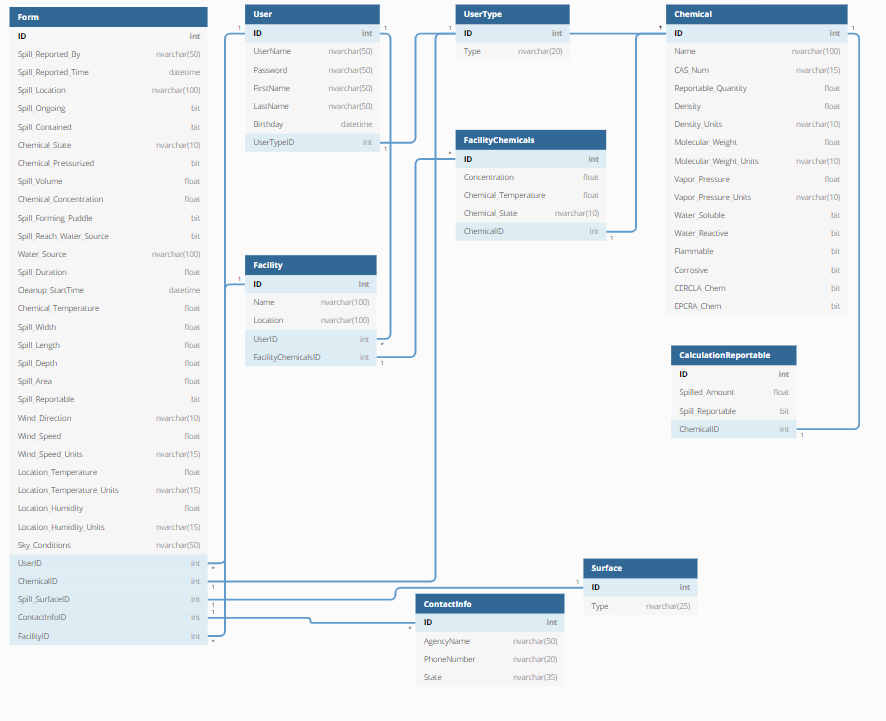 Form
ID int
Spill_Reported_By nvarchar(50)
Spill_Reported_Time datetime
Spill_Location nvarchar(100)
Spill_Ongoing bit
Spill_Contained bit
Chemical_State nvarchar(10)
Chemical_Pressurized bit
Spill_Volume float
Chemical_Concentration float
Spill_Forming_Puddle bit
Spill_Reach_Water_Source bit
Water_Source nvarchar(100)
Spill_Duration float
Cleanup_StartTime datetime
Chemical_Temperature float
Spill_Width float
Spill_Length float
Spill_Depth float
Spill_Area float
Spill_Reportable bit
Wind_Direction nvarchar(10)
Wind_Speed float
Wind_Speed_Units nvarchar(15)
Location_Temperature float
Location_Temperature_Units nvarchar(15)
Location_Humidity float
Location_Humidity_Units nvarchar(15)
Sky_Conditions nvarchar(50)
UserID int
*
ChemicalID int
1
Spill_SurfaceID int
1
1
ContactInfoID int
FacilityID int
*
User
1
1
ID int
UserName nvarchar(50)
Password nvarchar(50)
FirstName nvarchar(50)
LastName nvarchar(50)
Birthday datetime
UserTypeID int
1
Facility
1
ID int
Name nvarchar(100)
Location nvarchar(100)
UserID int
*
FacilityChemicalsID int
1
UserType
1
ID int
Type nvarchar(20)
FacilityChemicals
*
ID int
Concentration float
Chemical_Temperature float
Chemical_State nvarchar(10)
ChemicalID int
1
Chemical
1
ID int
Name nvarchar(100)
CAS_Num nvarchar(15)
Reportable_Quantity float
Density float
Density_Units nvarchar(10)
Molecular_Weight float
Molecular_Weight_Units nvarchar(10)
Vapor_Pressure float
Vapor_Pressure_Units nvarchar(10)
Water_Soluble bit
Water_Reactive bit
Flammable bit
Corrosive bit
CERCLA_Chem bit
EPCRA_Chem bit
CalculationReportable
ID int
Spilled_Amount float
Spill_Reportable bit
ChemicalID int
1
Surface
1
ID int
Type nvarchar(25)
ContactInfo
ID int
*
AgencyName nvarchar(50)
PhoneNumber nvarchar(20)
State nvarchar(35)